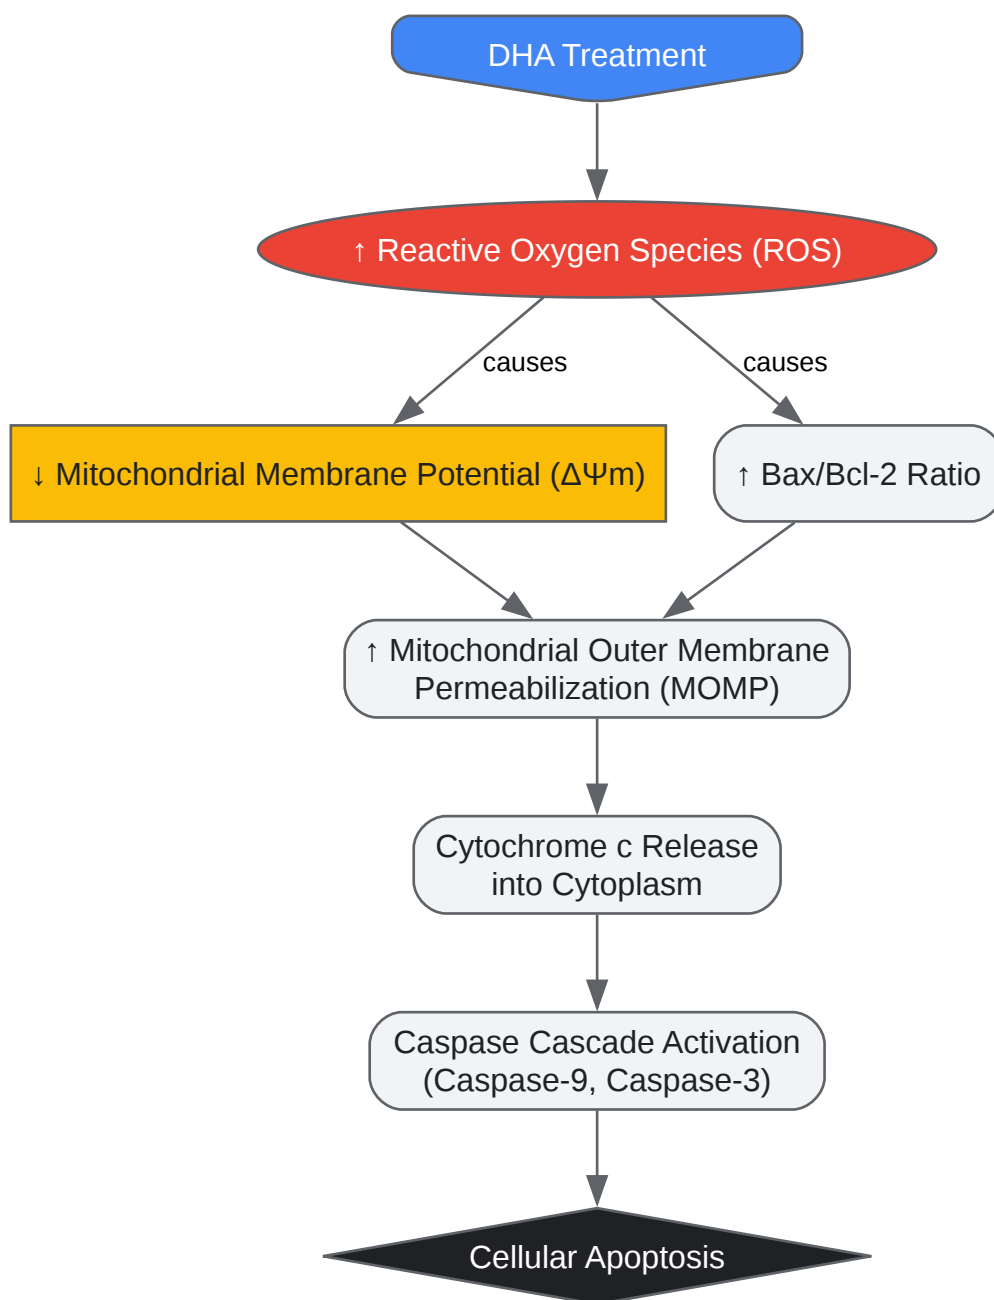 DHA Treatment
↑ Reactive Oxygen Species (ROS)
causes
causes
↓ Mitochondrial Membrane Potential (ΔΨm)
↑ Bax/Bcl-2 Ratio
↑ Mitochondrial Outer Membrane
Permeabilization (MOMP)
Cytochrome c Release
into Cytoplasm
Caspase Cascade Activation
(Caspase-9, Caspase-3)
Cellular Apoptosis